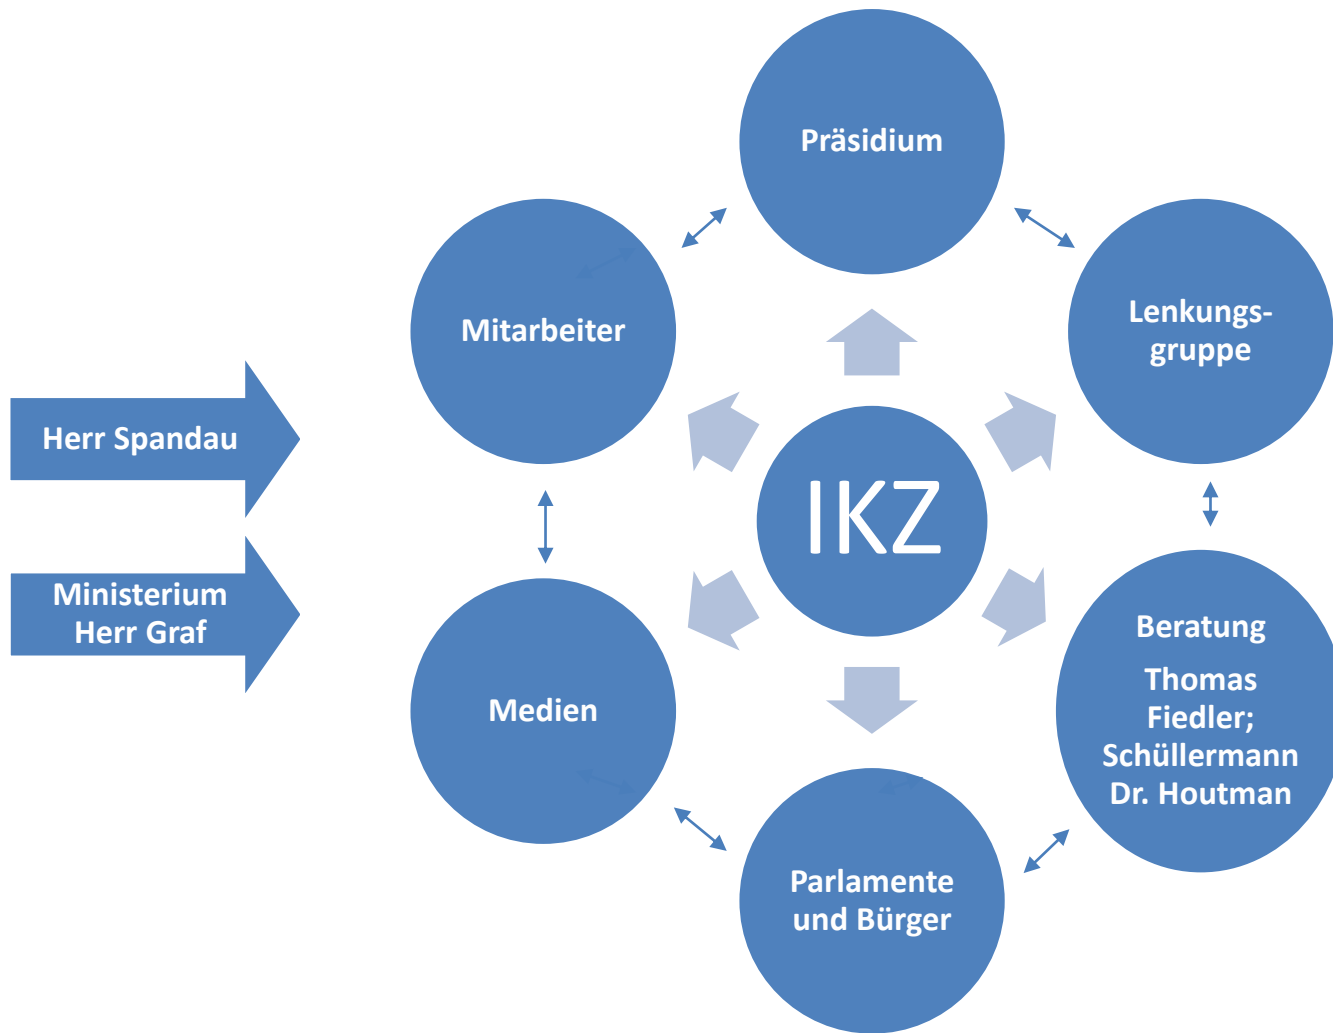 Präsidium
Mitarbeiter
Lenkungs-
gruppe
Herr Spandau
IKZ
Ministerium
Herr Graf
Medien
Beratung
Thomas
Fiedler;
Schüllermann
Dr. Houtman
Parlamente
und Bürger